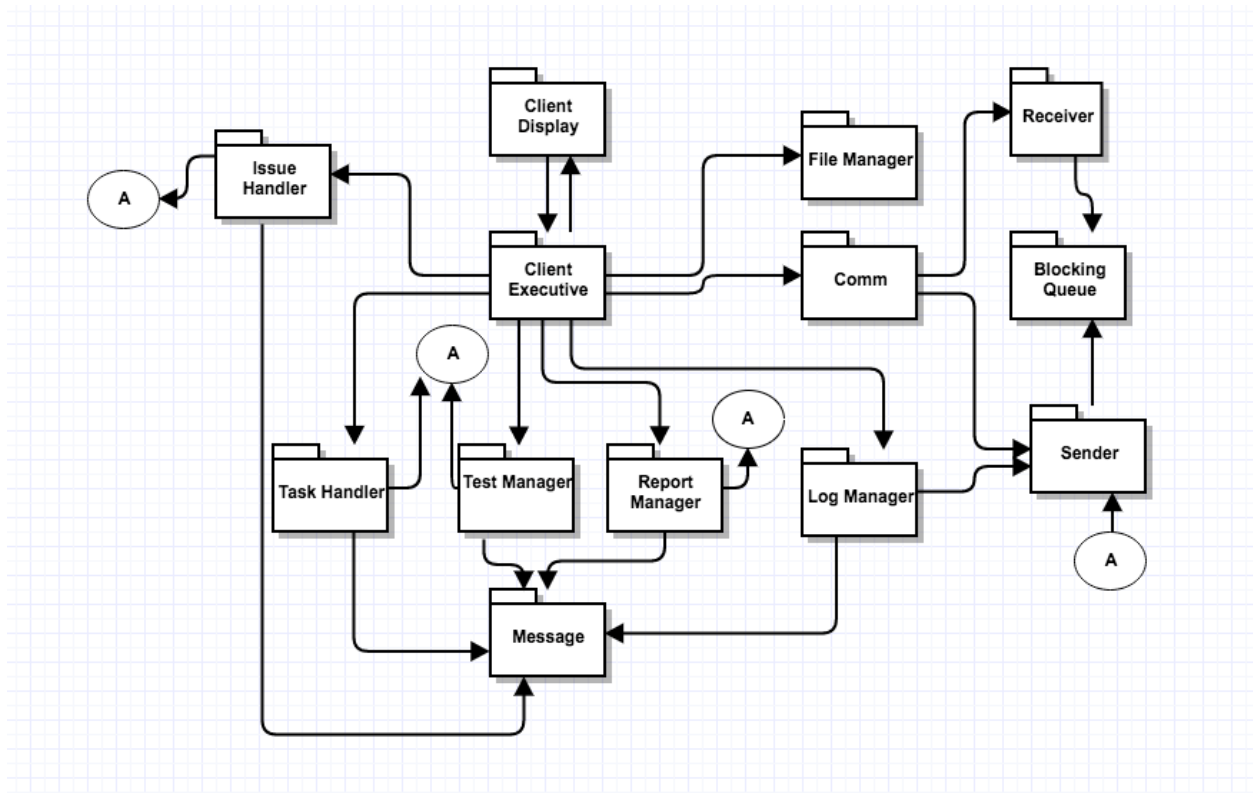 Client
Display
Receiver
File Manager
Issue
Handler
A
Client
Executive
Comm
Blocking
Queue
A
A
Task Handler
Test Manager
Report
Manager
Log Manager
Sender
A
Message